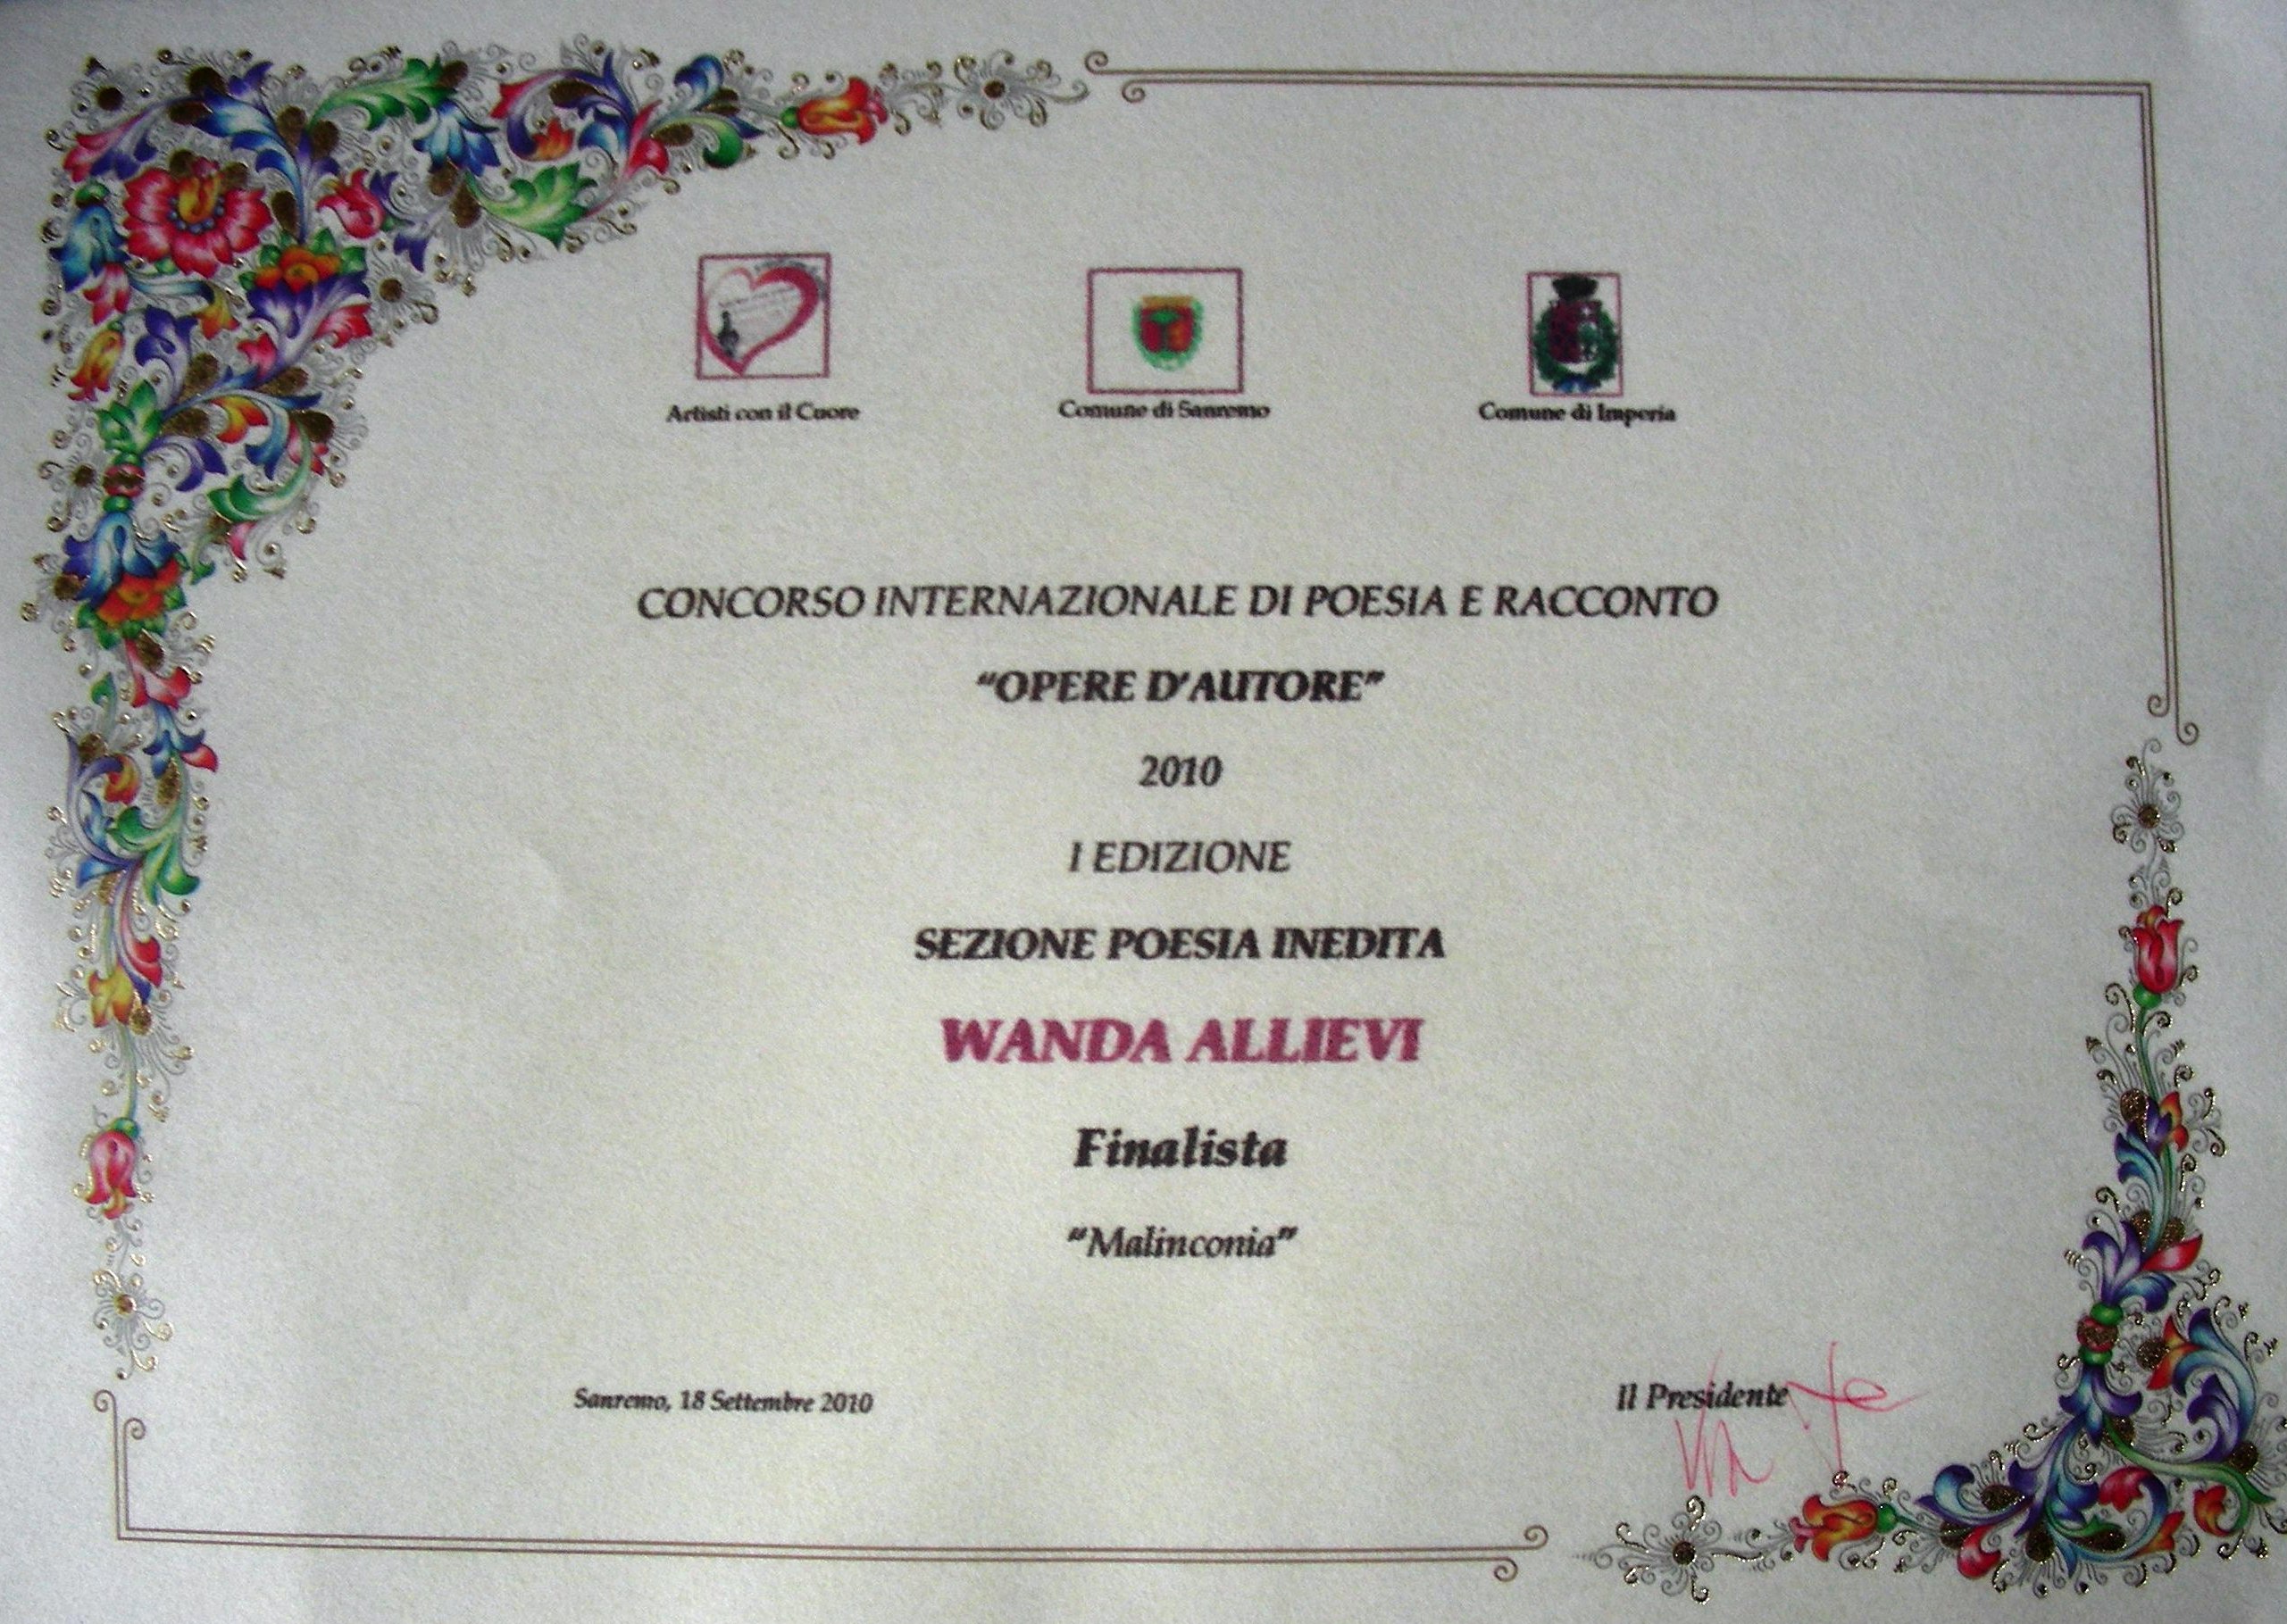 Artisti con il Cuore
Comune di Sanremo
Comune di Imperia
CONCORSO INTERNAZIONALE DI POESIA E RACCONTO
“OPERE D’AUTORE”
2010
I EDIZIONE
SEZIONE POESIA INEDITA
WANDA ALLIEVI
Finalista
“Malinconia”
Sanremo, 18 Settembre 2010
Il Presidente